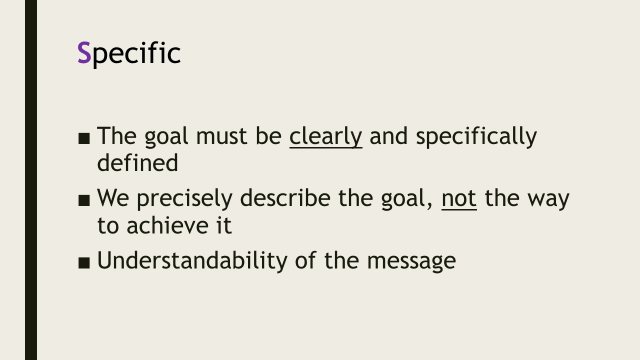 Specific
■ The goal must be clearly and specifically
defined
■ We precisely describe the goal, not the way
to achieve it
■ Understandability of the message